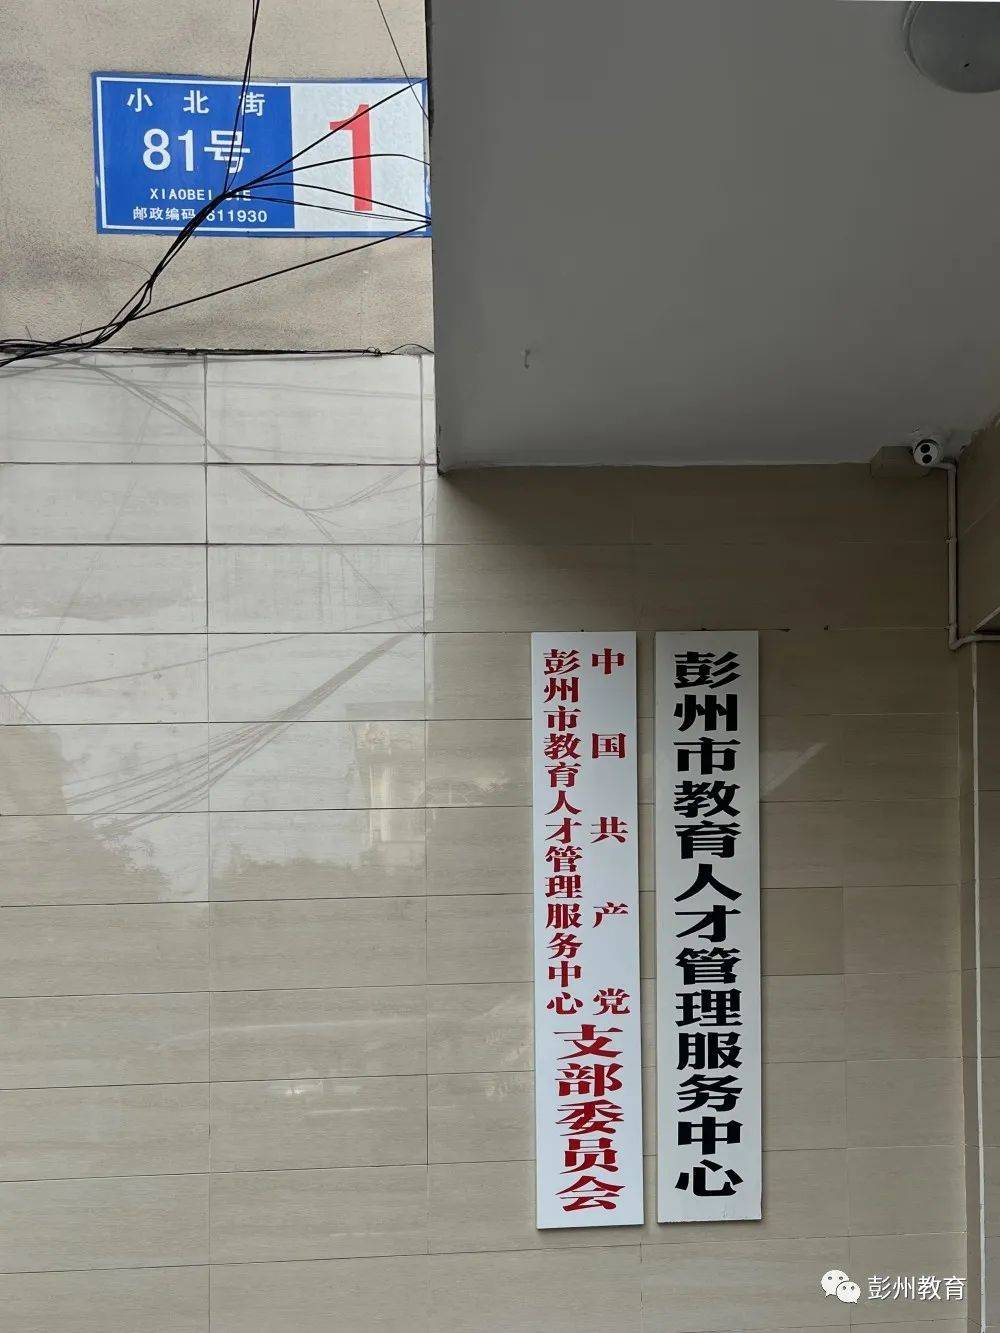 小北街
81号
XIAOBEI JIE
邮政编码 611930
1
中国共产党
彭州市教育人才管理服务中心
支部委员会
彭州市教育人才管理服务中心
彭州教育